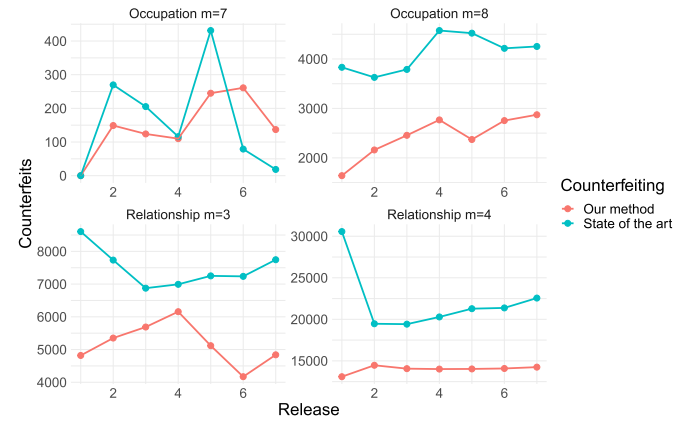 Occupation m=7
Occupation m=8
400
300
200
100
0
4000
3000
2000
2 4 6
2 4 6
Counterfeits
Relationship m=3
Relationship m=4
8000
7000
6000
5000
4000
30000
25000
20000
15000
2 4 6
2 4 6
Release
Counterfeiting
Our method
State of the art